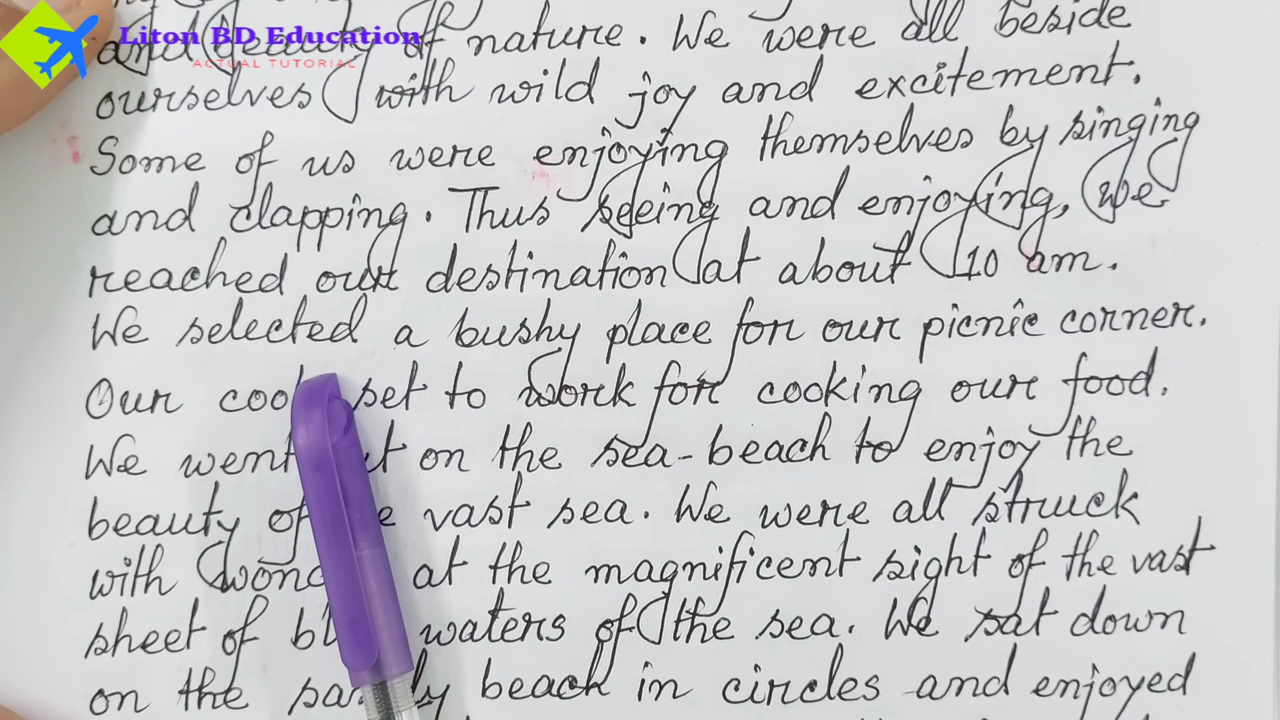 Liton BD Education
ACTUAL TUTORIAL
and beauty of nature. We were all beside
ourselves with wild joy and excitement.
Some of us were enjoying themselves by singing
and clapping. Thus seeing and enjoying, we
reached our destination at about 10 am.
We selected a bushy place for our picnic corner.
Our cook set to work for cooking our food.
We went on the sea-beach to enjoy the
beauty of vast sea. We were all struck
with at the magnificent sight of the vast
sheet of waters of the sea. We sat down
on the beach in circles and enjoyed